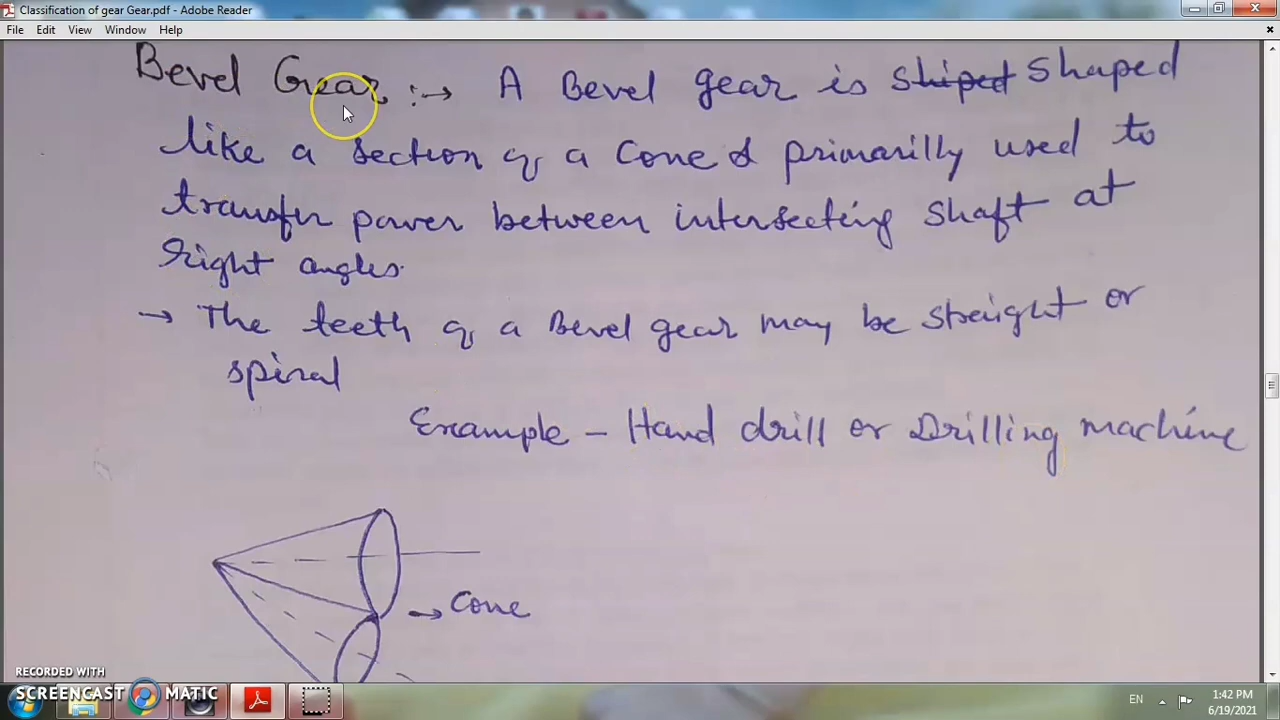 Classification of gear Gear.pdf - Adobe Reader
File Edit View Window Help
Bevel Gear :→ A Bevel gear is shiped shaped
like a section of a Cone & primarilly used to
transfer power between intersecting shaft at
right angles.
→ The teeth of a Bevel gear may be straight or
spiral
Example - Hand drill or Drilling machine
→ Cone
RECORDED WITH
SCREENCAST MATIC
EN
1:42 PM
6/19/2021